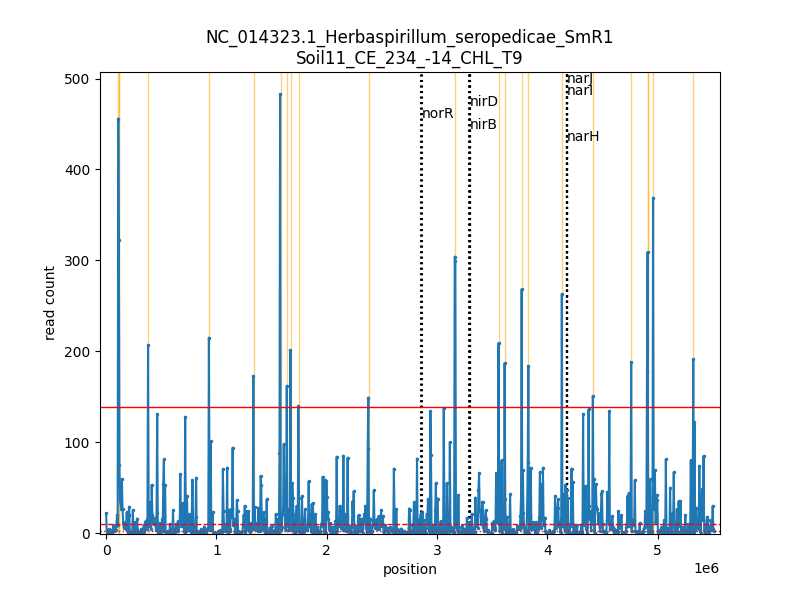 NC_014323.1_Herbaspirillum_seropedicae_SmR1
Soil11_CE_234_-14_CHL_T9
500
400
300
200
100
0
read count
norR
nirD
nirB
narJ
narI
narH
0
1
2
3
4
5
1e6
position